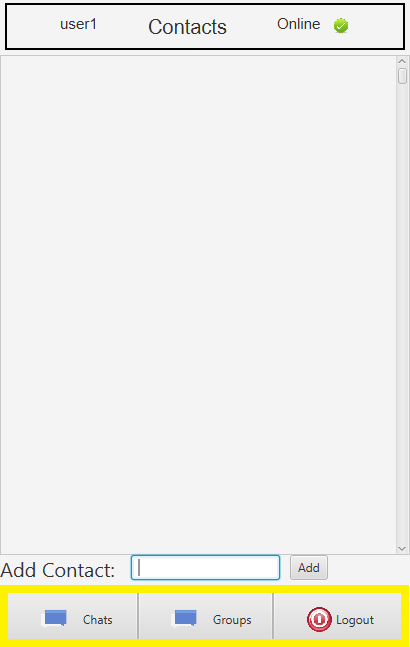 user1 Contacts Online
Add Contact: Add
Chats Groups Logout